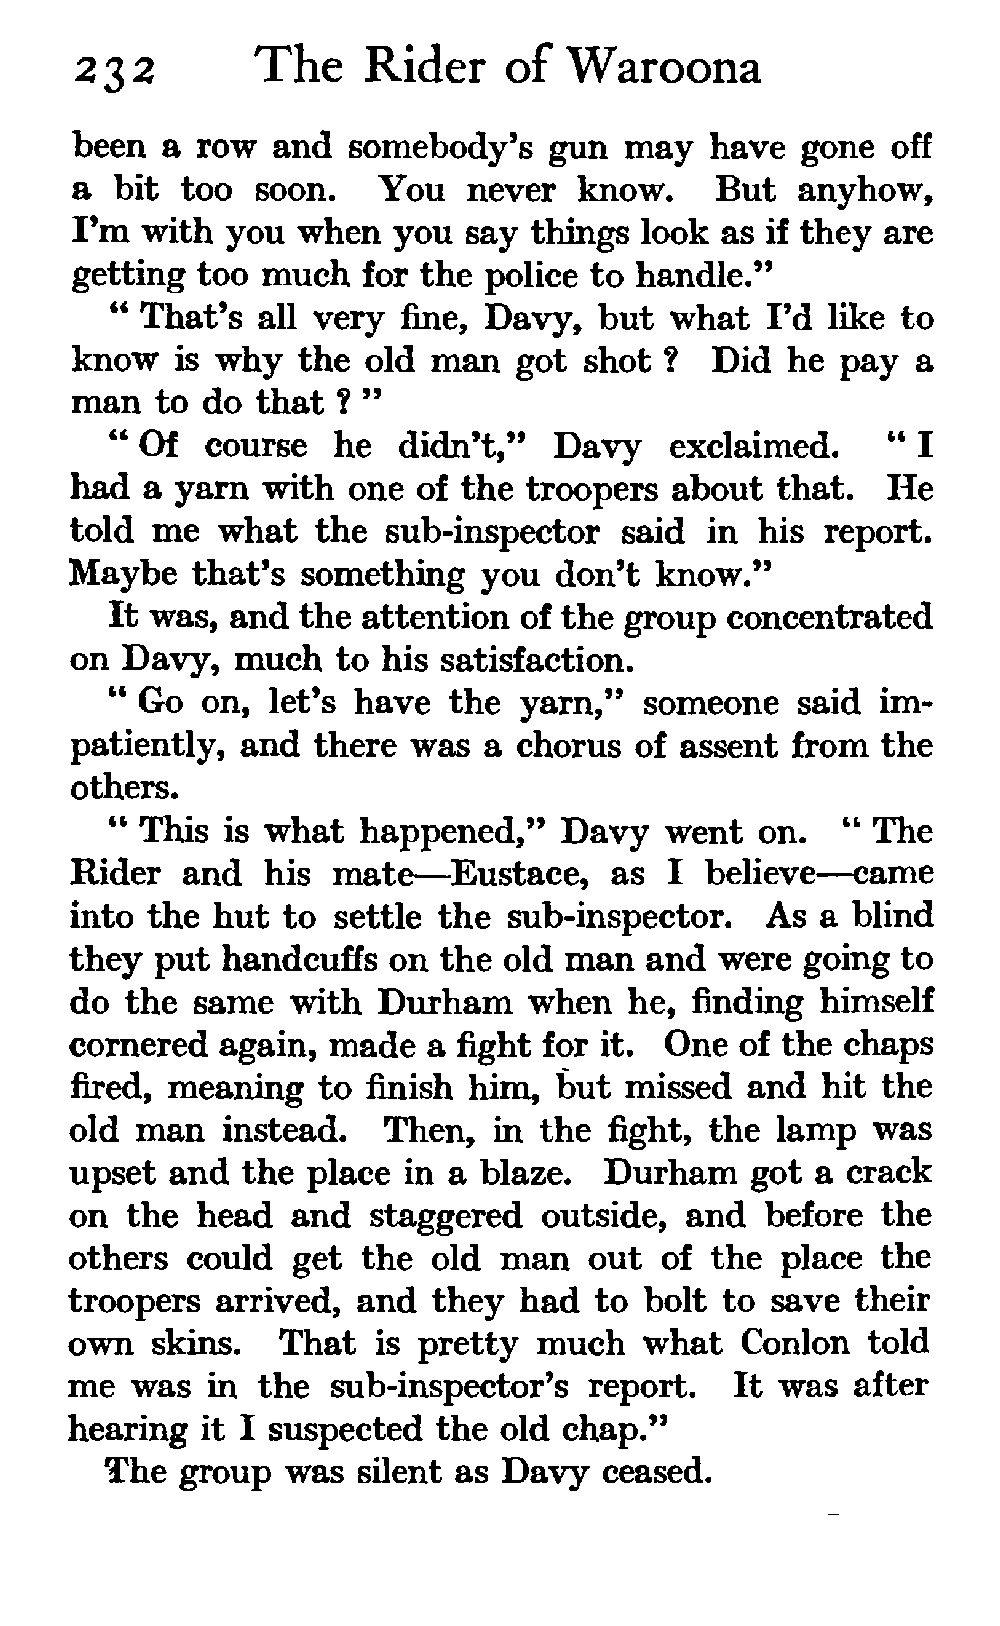 232 The Rider of Waroona
been a row and somebody's gun may have gone off
a bit too soon. You never know. But anyhow,
I'm with you when you say things look as if they are
getting too much for the police to handle."
" That's all very fine, Davy, but what I'd like to
know is why the old man got shot ? Did he pay a
man to do that ? "
" Of course he didn't," Davy exclaimed. " I
had a yarn with one of the troopers about that. He
told me what the sub-inspector said in his report.
Maybe that's something you don't know."
It was, and the attention of the group concentrated
on Davy, much to his satisfaction.
" Go on, let's have the yarn," someone said im-
patiently, and there was a chorus of assent from the
others.
" This is what happened," Davy went on. " The
Rider and his mate—Eustace, as I believe—came
into the hut to settle the sub-inspector. As a blind
they put handcuffs on the old man and were going to
do the same with Durham when he, finding himself
cornered again, made a fight for it. One of the chaps
fired, meaning to finish him, but missed and hit the
old man instead. Then, in the fight, the lamp was
upset and the place in a blaze. Durham got a crack
on the head and staggered outside, and before the
others could get the old man out of the place the
troopers arrived, and they had to bolt to save their
own skins. That is pretty much what Conlon told
me was in the sub-inspector's report. It was after
hearing it I suspected the old chap."
The group was silent as Davy ceased.